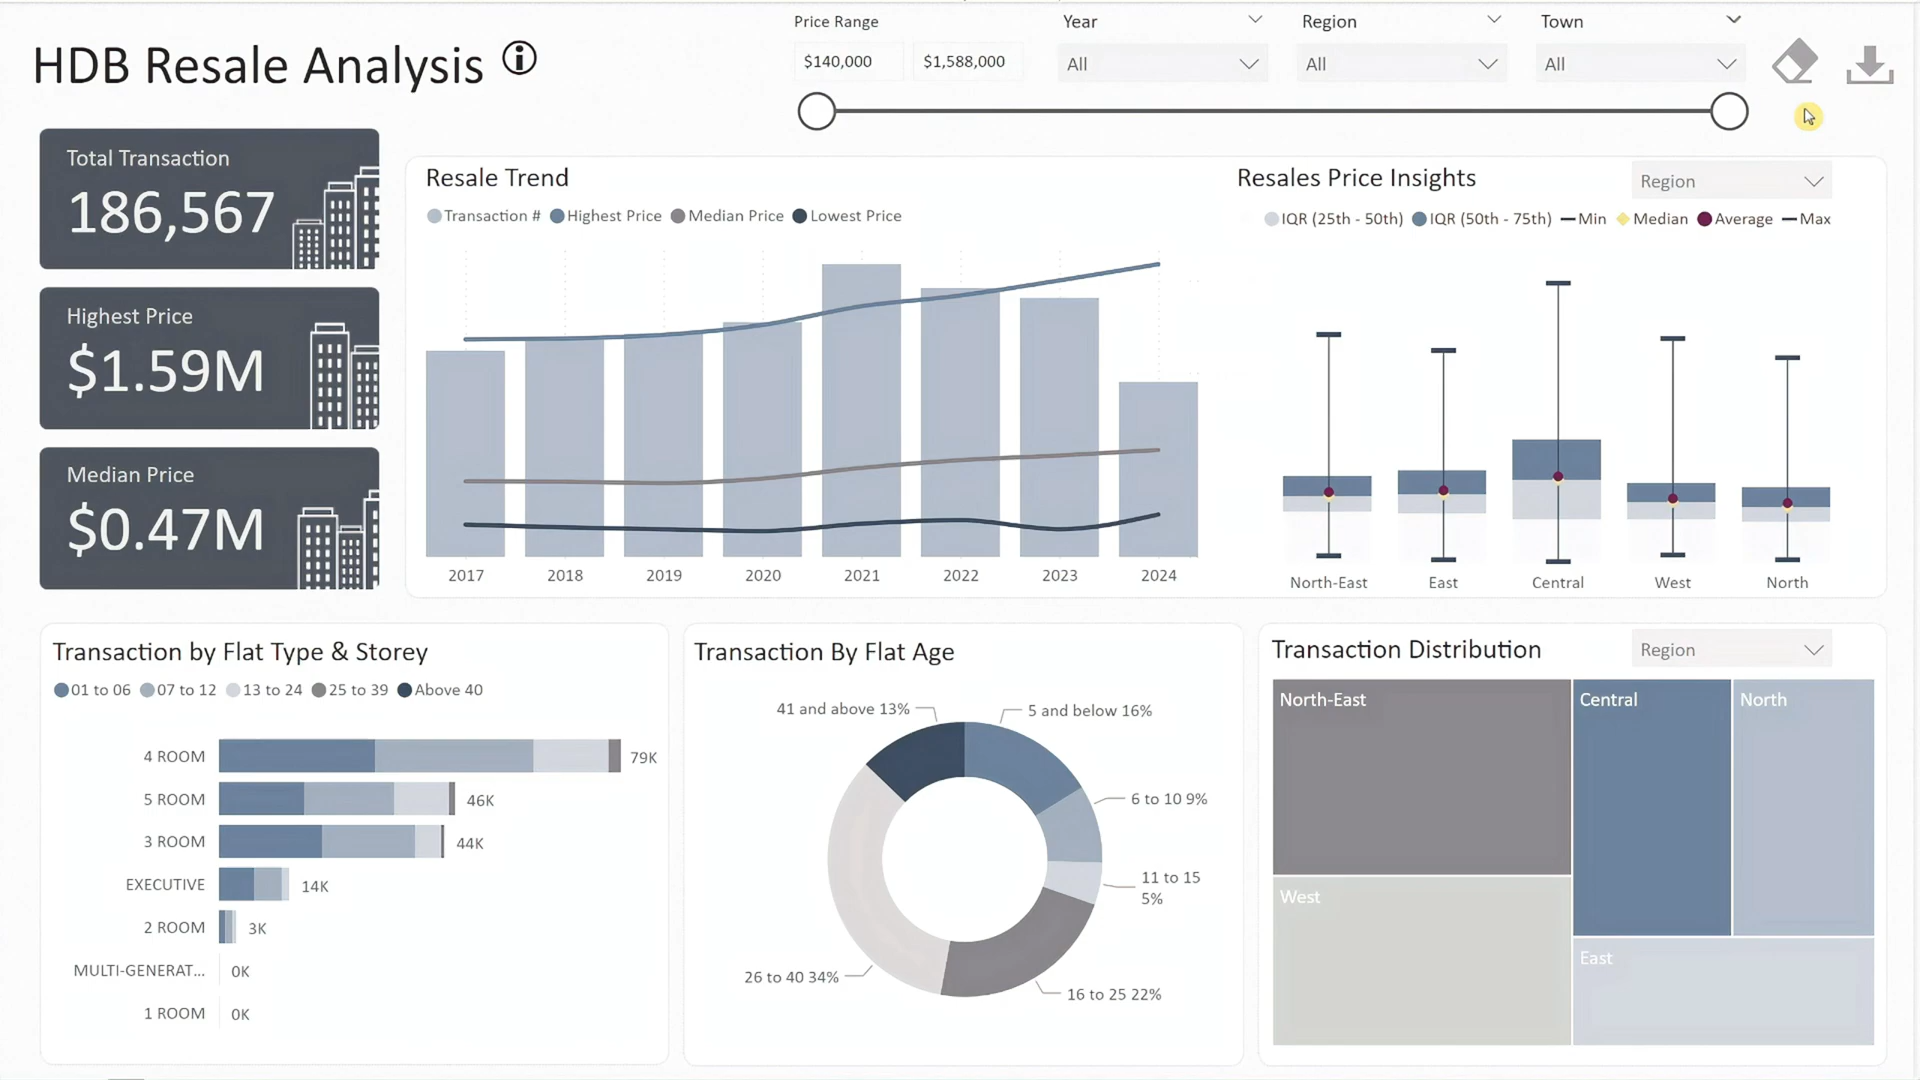 HDB Resale Analysis
Price Range
$140,000
$1,588,000
Year
All
Region
All
Town
All
Total Transaction
186,567
Highest Price
$1.59M
Median Price
$0.47M
Resale Trend
Transaction # Highest Price Median Price Lowest Price
2017 2018 2019 2020 2021 2022 2023 2024
Resales Price Insights
Region
IQR (25th - 50th) IQR (50th - 75th) Min Median Average Max
North-East East Central West North
Transaction by Flat Type & Storey
01 to 06 07 to 12 13 to 24 25 to 39 Above 40
4 ROOM 79K
5 ROOM 46K
3 ROOM 44K
EXECUTIVE 14K
2 ROOM 3K
MULTI-GENERAT... 0K
1 ROOM 0K
Transaction By Flat Age
41 and above 13%
5 and below 16%
6 to 10 9%
11 to 15
5%
26 to 40 34%
16 to 25 22%
Transaction Distribution
Region
North-East
Central
North
West
East